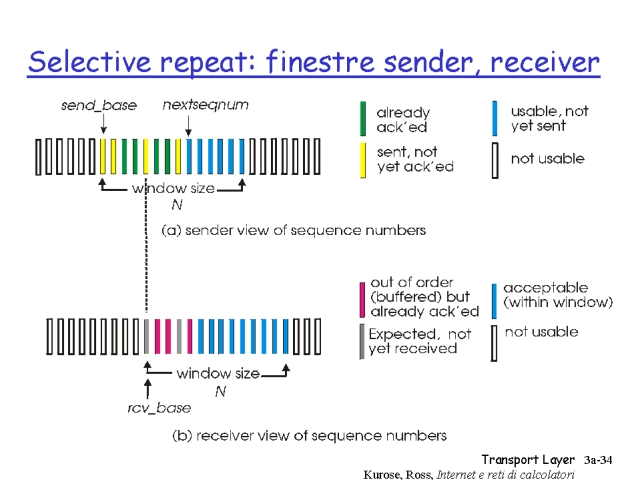 Selective repeat: finestre sender, receiver
send_base nextseqnum
already
ack'ed
usable, not
yet sent
sent, not
yet ack'ed
not usable
window size
N
(a) sender view of sequence numbers
out of order
(buffered) but
already ack'ed
acceptable
(within window)
Expected, not
yet received
not usable
window size
N
rcv_base
(b) receiver view of sequence numbers
Transport Layer 3a-34
Kurose, Ross, Internet e reti di calcolatori